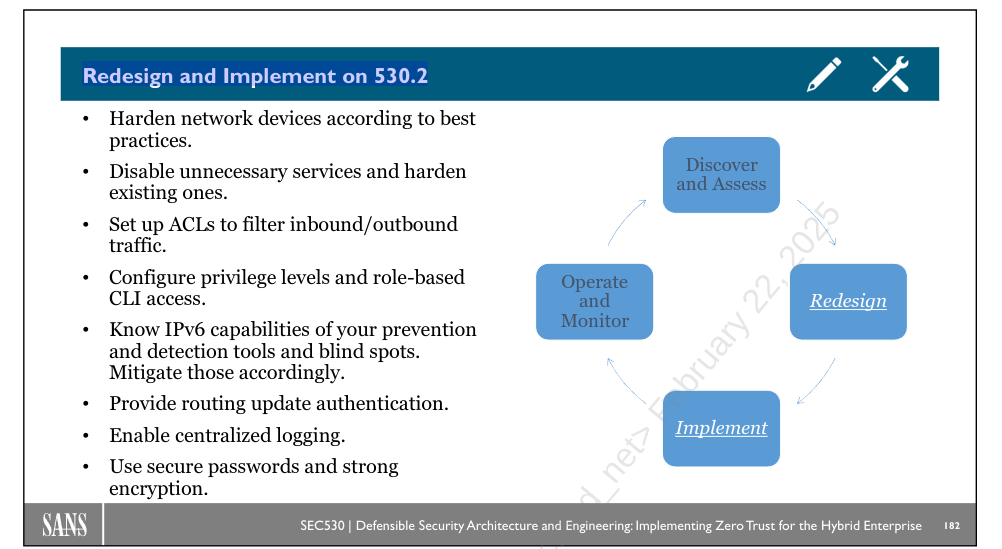 Redesign and Implement on 530.2
• Harden network devices according to best
practices.
• Disable unnecessary services and harden
existing ones.
• Set up ACLs to filter inbound/outbound
traffic.
• Configure privilege levels and role-based
CLI access.
• Know IPv6 capabilities of your prevention
and detection tools and blind spots.
Mitigate those accordingly.
• Provide routing update authentication.
• Enable centralized logging.
• Use secure passwords and strong
encryption.
Discover
and Assess
Redesign
Implement
Operate
and
Monitor
d_net> February 22, 2025
SANS
SEC530 | Defensible Security Architecture and Engineering: Implementing Zero Trust for the Hybrid Enterprise
182